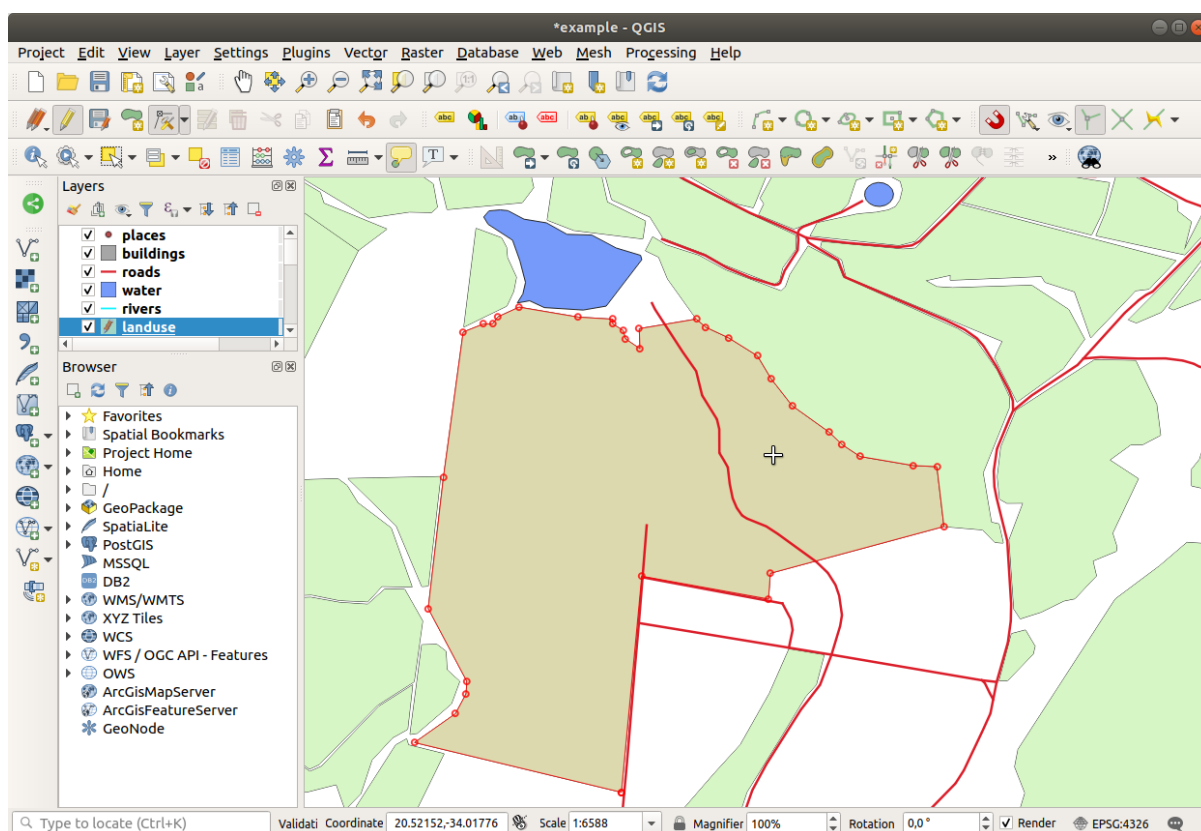 *example - QGIS
Project Edit View Layer Settings Plugins Vector Raster Database Web Mesh Processing Help
Layers
places
buildings
roads
water
rivers
landuse
Browser
Favorites
Spatial Bookmarks
Project Home
Home
/
GeoPackage
SpatiaLite
PostGIS
MSSQL
DB2
WMS/WMTS
XYZ Tiles
WCS
WFS / OGC API - Features
OWS
ArcGisMapServer
ArcGisFeatureServer
GeoNode
Type to locate (Ctrl+K) Validati Coordinate 20.52152,-34.01776 Scale 1:6588 Magnifier 100% Rotation 0,0 ° Render EPSG:4326